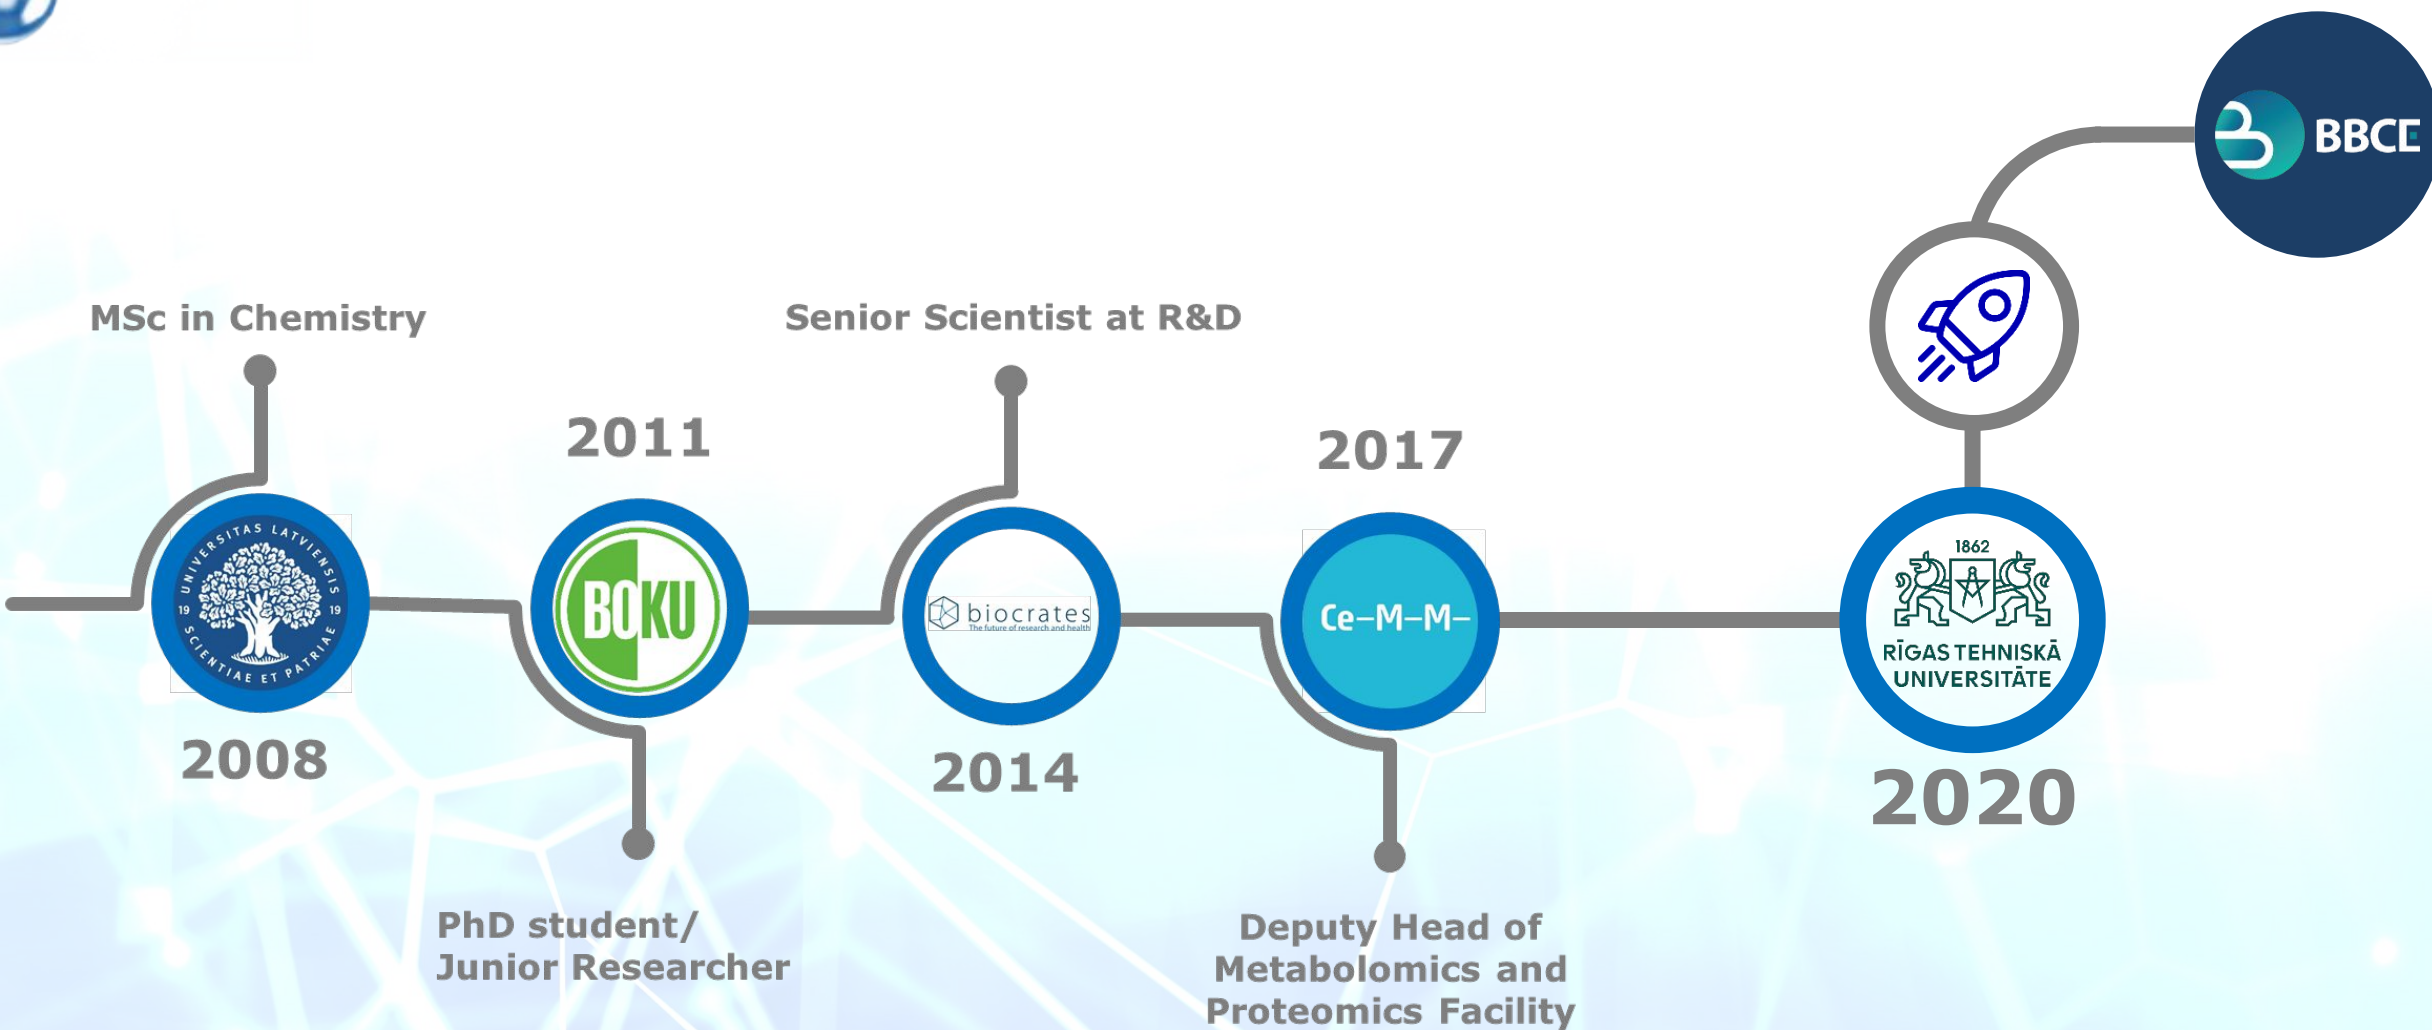 BBCE
MSc in Chemistry
UNIVERSITAS LATVIENSIS
19 19
SCIENTIAE ET PATRIAE
2008
2011
BOKU
PhD student/
Junior Researcher
Senior Scientist at R&D
biocrates
The future of research and health
2014
2017
Ce-M-M-
Deputy Head of
Metabolomics and
Proteomics Facility
1862
RĪGAS TEHNISKĀ
UNIVERSITĀTE
2020